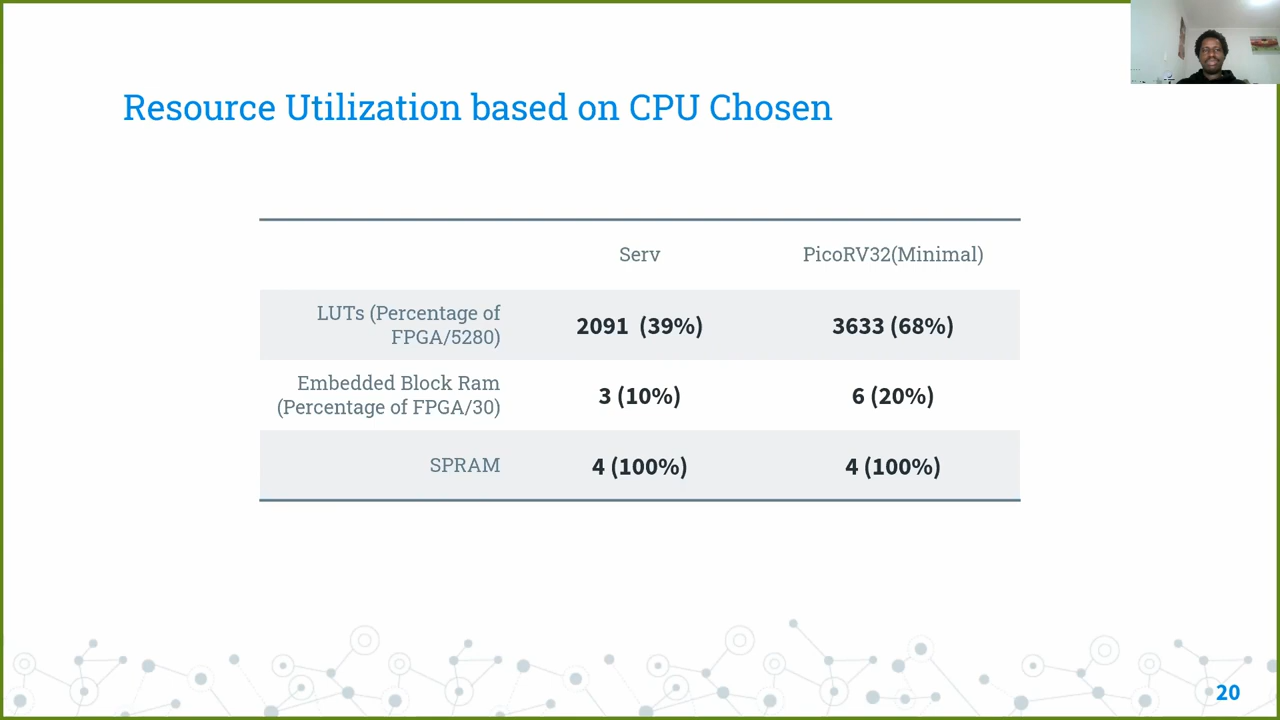 Resource Utilization based on CPU Chosen
Serv PicoRV32(Minimal)
LUTs (Percentage of
FPGA/5280) 2091 (39%) 3633 (68%)
Embedded Block Ram
(Percentage of FPGA/30) 3 (10%) 6 (20%)
SPRAM 4 (100%) 4 (100%)
20